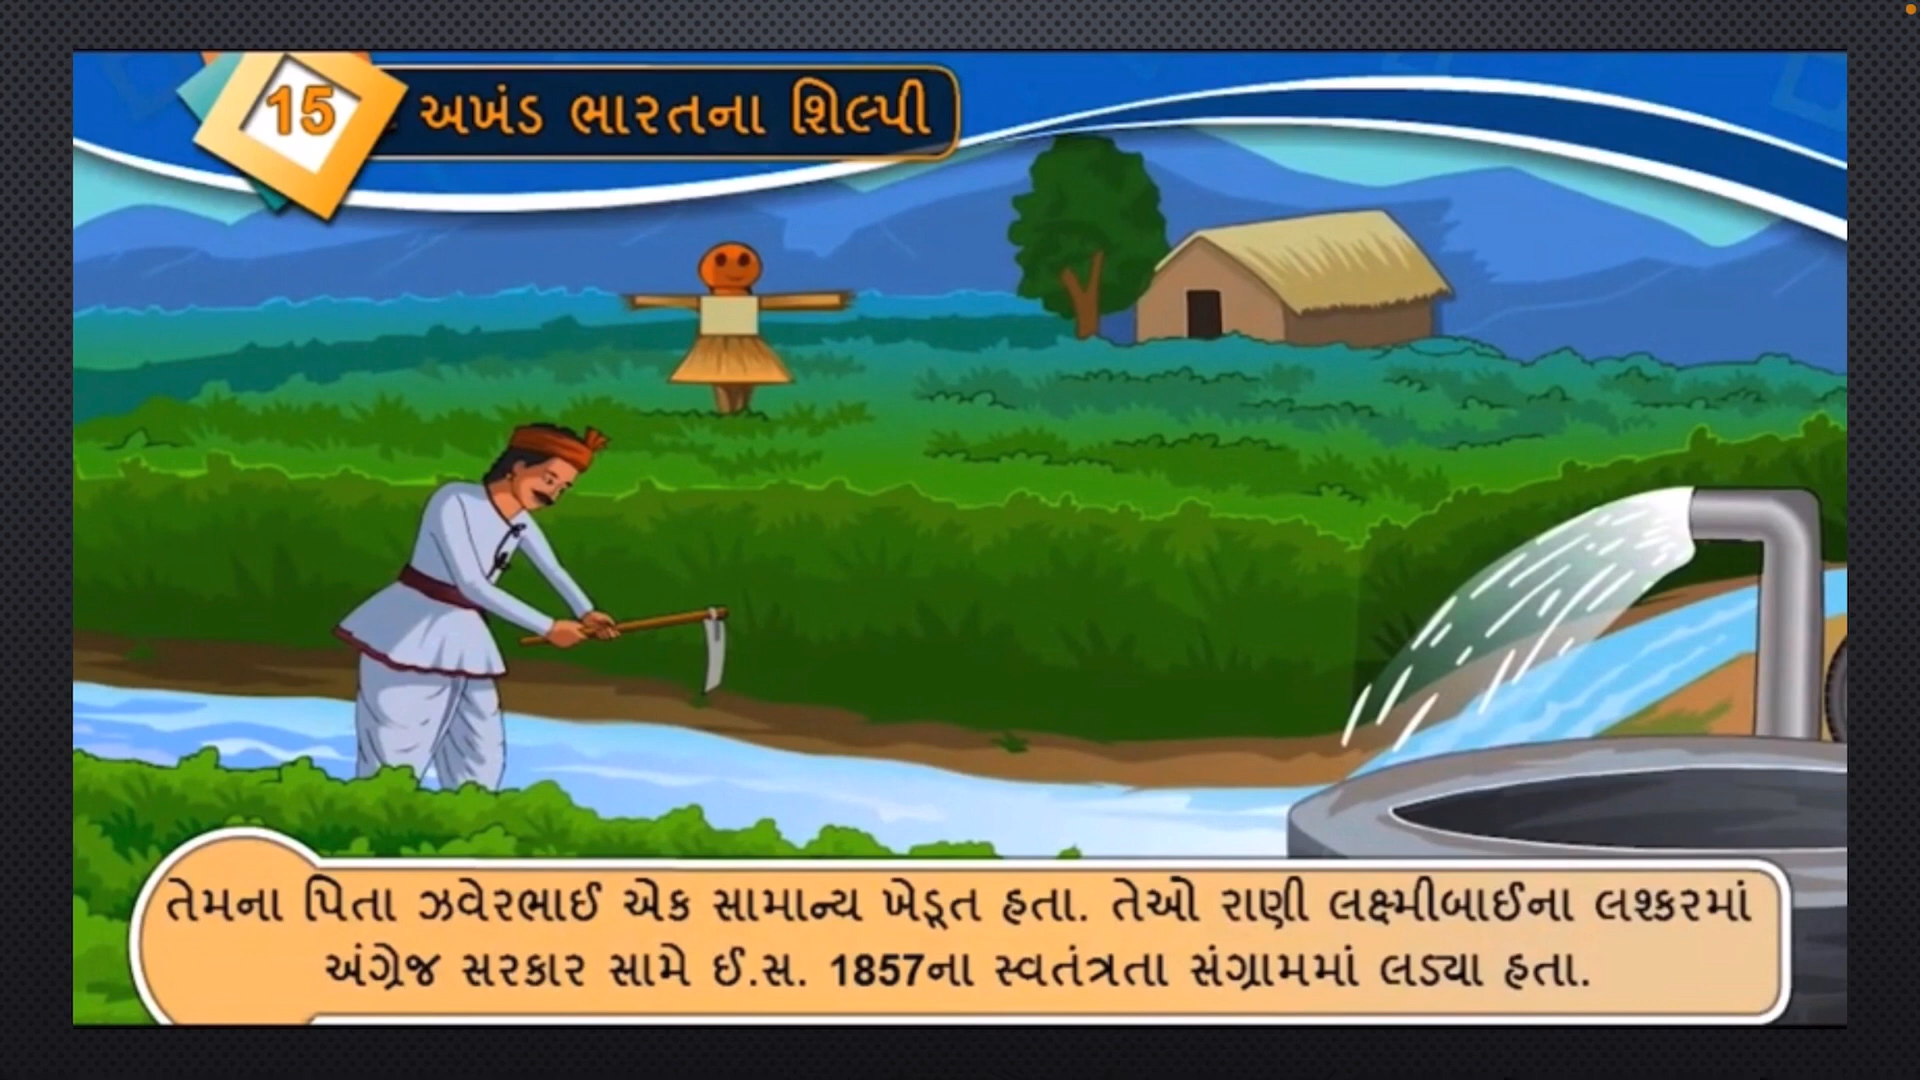 15
અખંડ ભારતના શિલ્પી
તેમના પિતા ઝવેરભાઈ એક સામાન્ય ખેડૂત હતા. તેઓ રાણી લક્ષ્મીબાઈના લશ્કરમાં
અંગ્રેજ સરકાર સામે ઈ.સ. 1857ના સ્વતંત્રતા સંગ્રામમાં લડ્યા હતા.